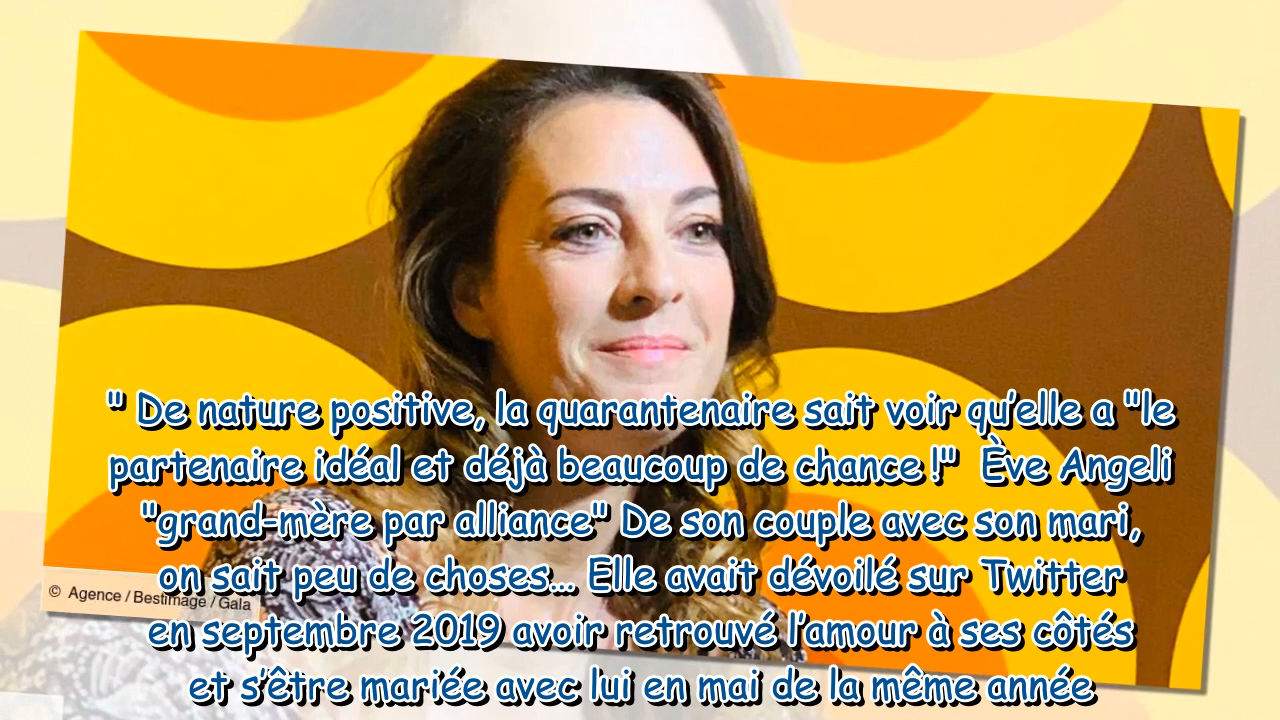 " De nature positive, la quarantenaire sait voir qu'elle a "le
partenaire idéal et déjà beaucoup de chance !"  Ève Angeli
"grand-mère par alliance" De son couple avec son mari,
on sait peu de choses... Elle avait dévoilé sur Twitter
en septembre 2019 avoir retrouvé l'amour à ses côtés
et s'être mariée avec lui en mai de la même année
© Agence / Bestimage / Gala